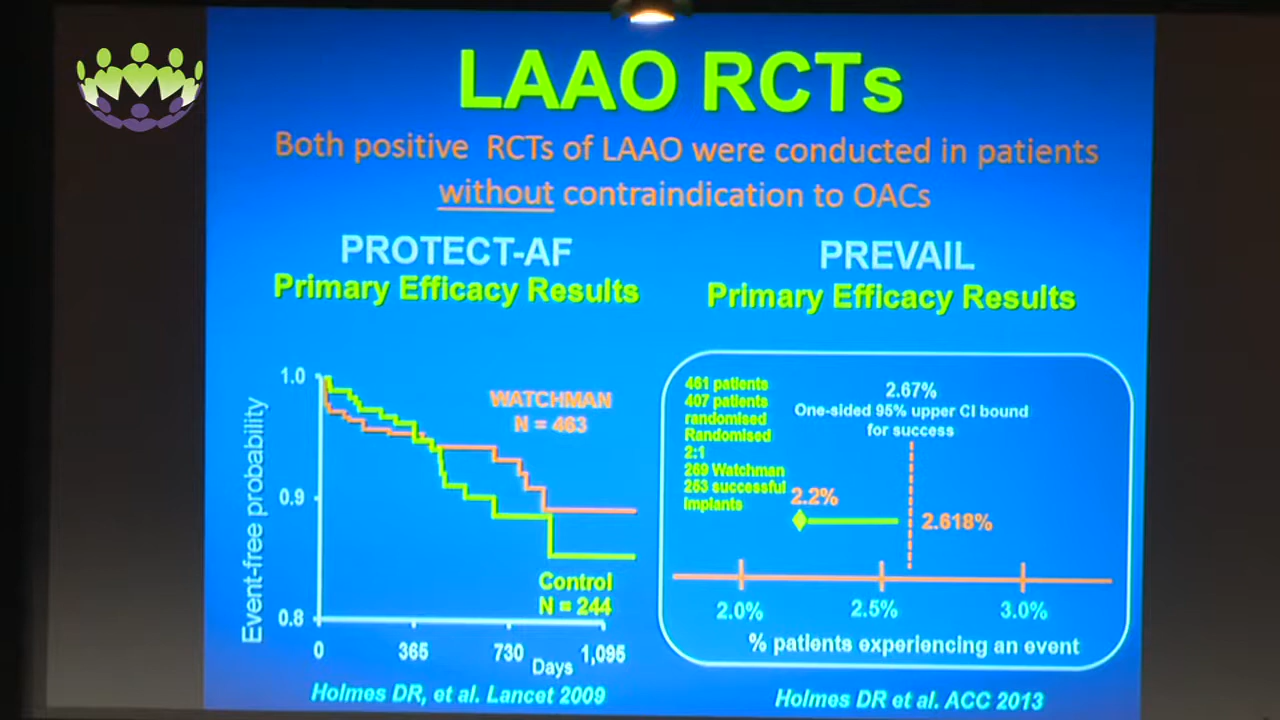 LAAO RCTs
Both positive RCTs of LAAO were conducted in patients
without contraindication to OACs
PROTECT-AF
Primary Efficacy Results
1.0
0.9
0.8
Event-free probability
WATCHMAN
N = 463
Control
N = 244
0
365
730
1,095
Days
Holmes DR, et al. Lancet 2009
PREVAIL
Primary Efficacy Results
461 patients
407 patients
randomised
Randomised
2:1
269 Watchman
253 successful
implants
2.67%
One-sided 95% upper CI bound
for success
2.2%
2.618%
2.0%
2.5%
3.0%
% patients experiencing an event
Holmes DR et al. ACC 2013